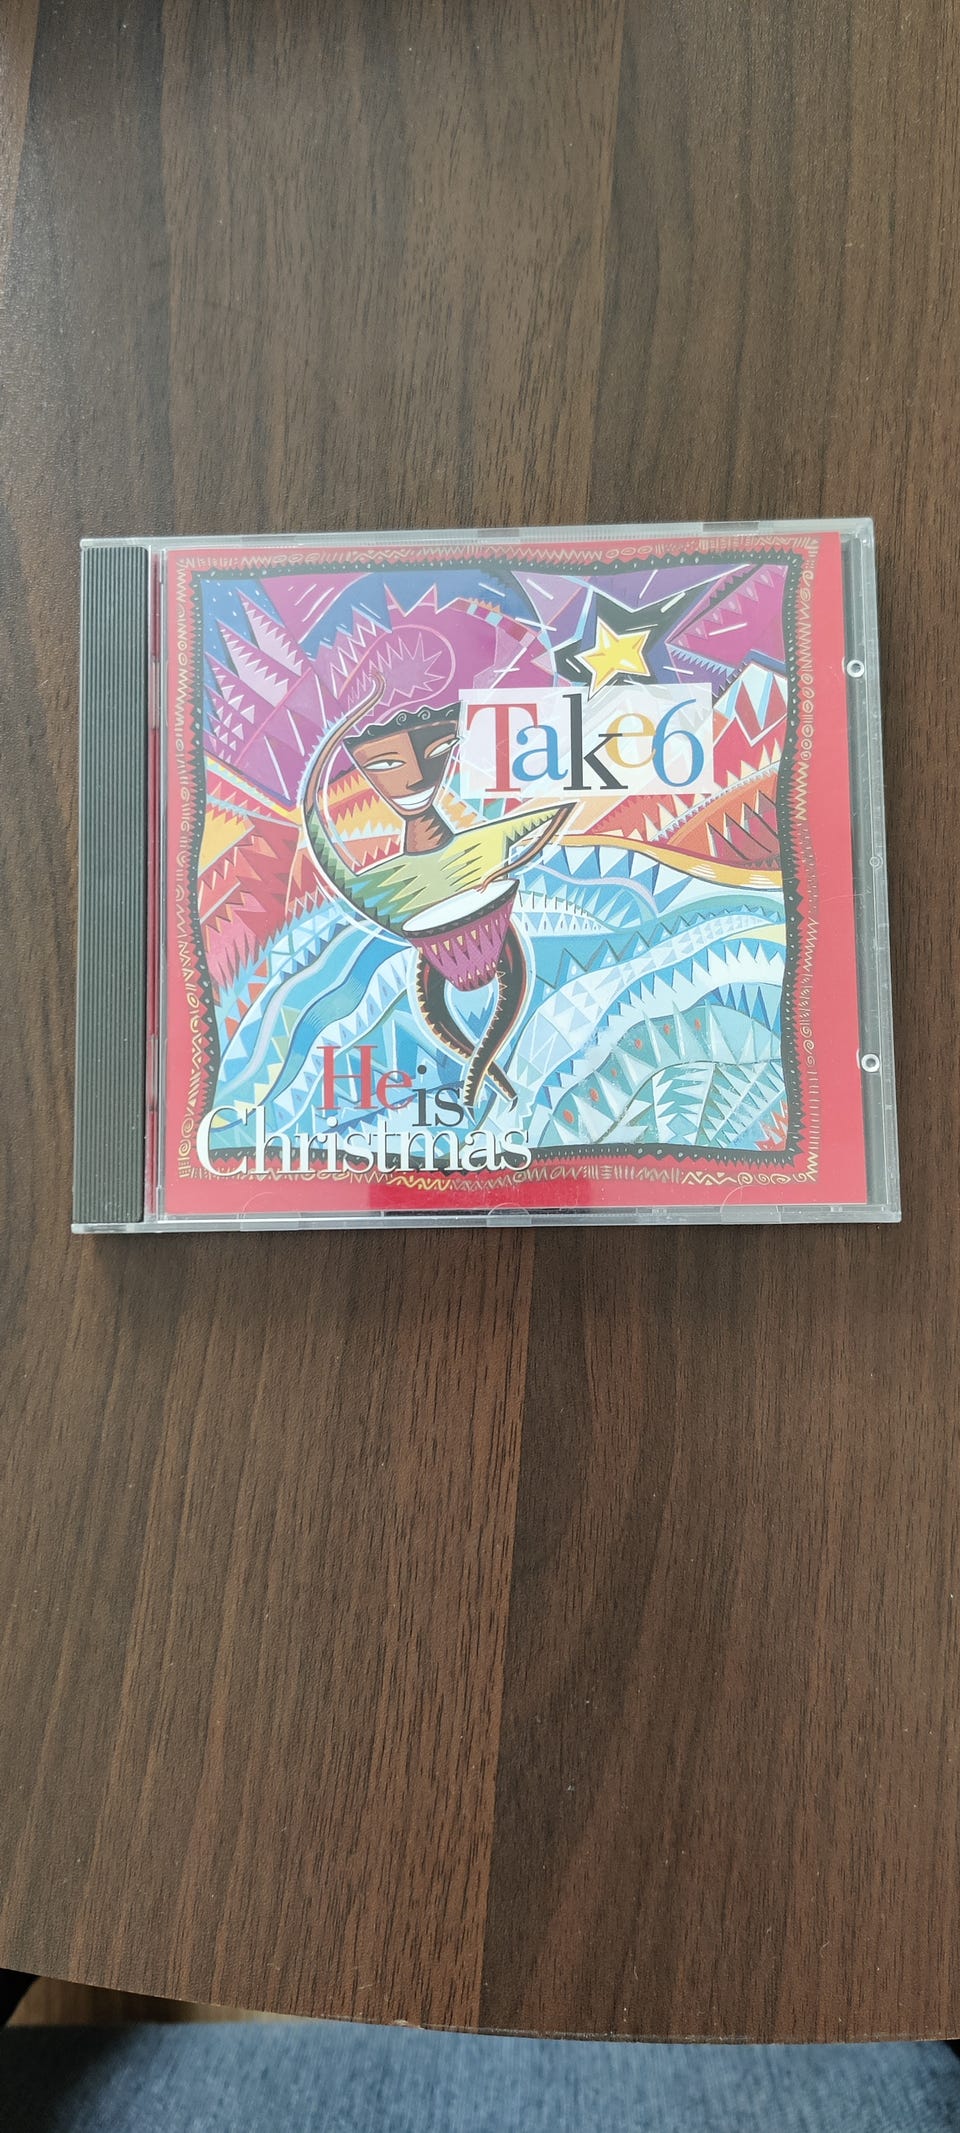 Take6
He is
Christmas